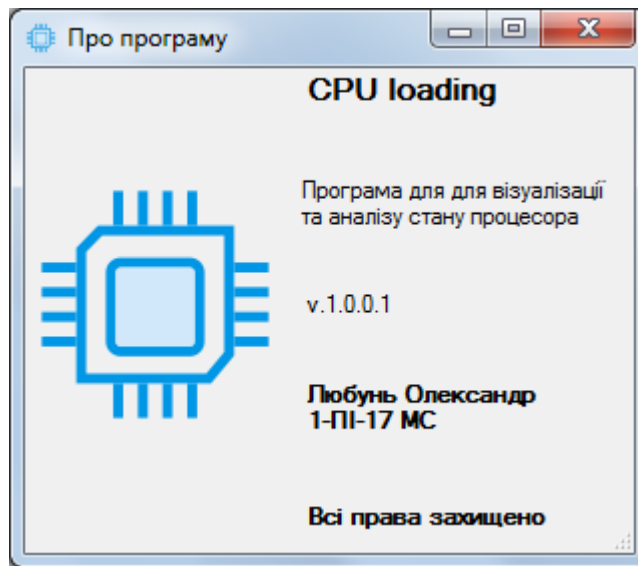 Про програму
CPU loading
Програма для для візуалізації
та аналізу стану процесора
v.1.0.0.1
Любунь Олександр
1-ПІ-17 МС
Всі права захищено